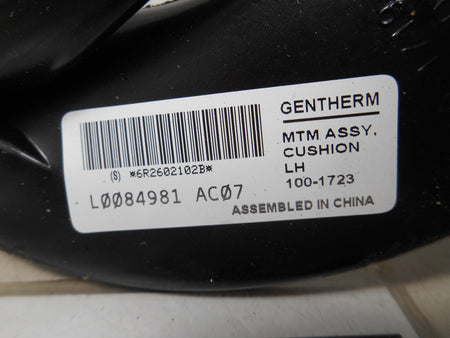 GENTHERM
MTM ASSY,
CUSHION
LH
100-1723
(S) *6R2602102B*
L0084981 AC07
ASSEMBLED IN CHINA